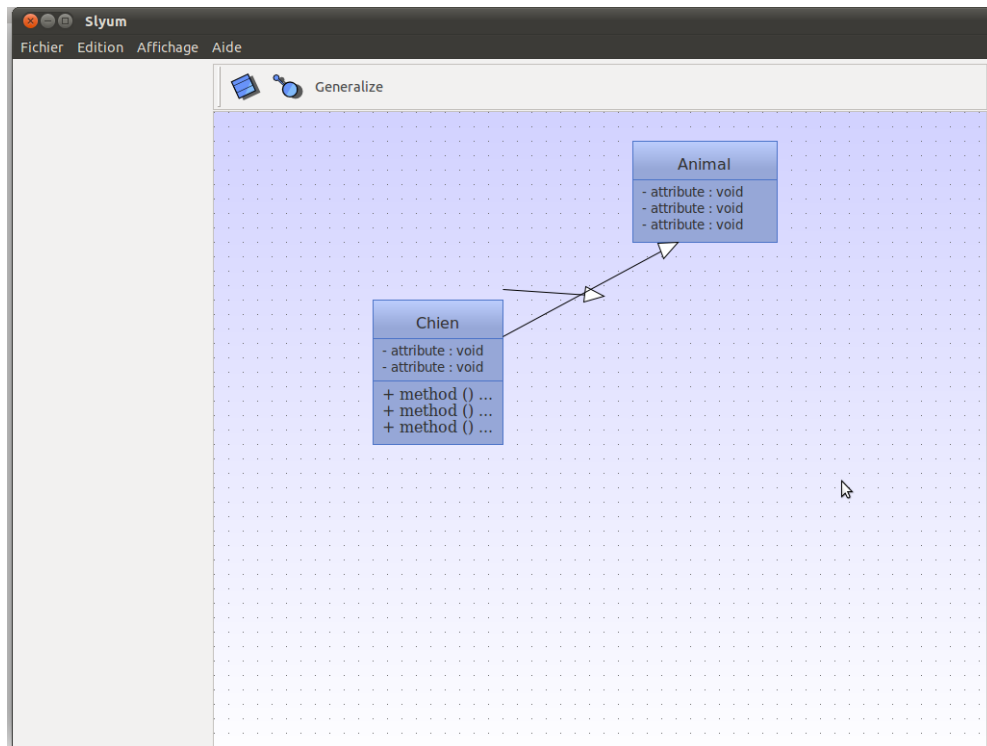 Slyum
Fichier Edition Affichage Aide
Generalize
Animal
- attribute : void
- attribute : void
- attribute : void
Chien
- attribute : void
- attribute : void
+ method () ...
+ method () ...
+ method () ...